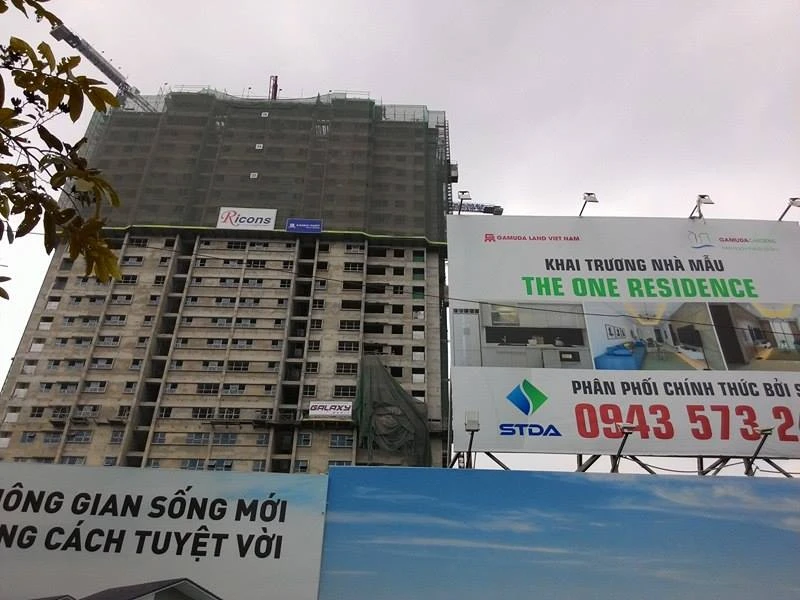 Ricons
GALAXY
GAMUDA LAND VIET NAM
GAMUDA GARDENS
KHAI TRƯƠNG NHÀ MẪU
THE ONE RESIDENCE
PHÂN PHỐI CHÍNH THỨC BỞI S
STDA
0943 573 2
ÔNG GIAN SỐNG MỚI
NG CÁCH TUYỆT VỜI